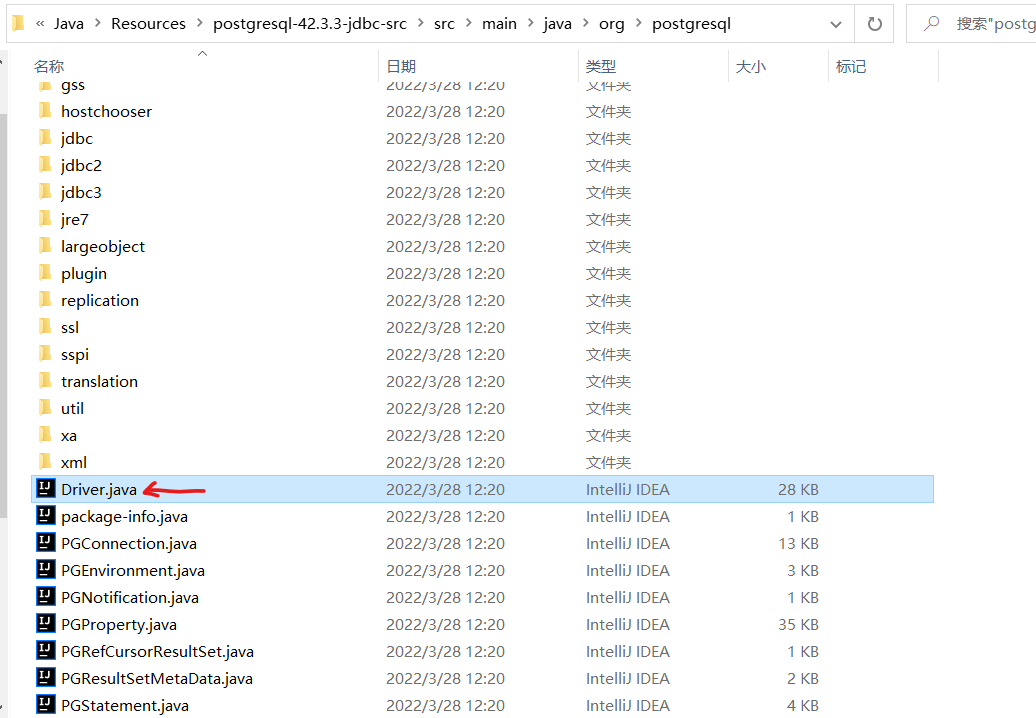 « Java > Resources > postgresql-42.3.3-jdbc-src > src > main > java > org > postgresql 搜索"postg
名称 日期 类型 大小 标记
gss 2022/3/28 12:20 文件夹
hostchooser 2022/3/28 12:20 文件夹
jdbc 2022/3/28 12:20 文件夹
jdbc2 2022/3/28 12:20 文件夹
jdbc3 2022/3/28 12:20 文件夹
jre7 2022/3/28 12:20 文件夹
largeobject 2022/3/28 12:20 文件夹
plugin 2022/3/28 12:20 文件夹
replication 2022/3/28 12:20 文件夹
ssl 2022/3/28 12:20 文件夹
sspi 2022/3/28 12:20 文件夹
translation 2022/3/28 12:20 文件夹
util 2022/3/28 12:20 文件夹
xa 2022/3/28 12:20 文件夹
xml 2022/3/28 12:20 文件夹
Driver.java 2022/3/28 12:20 IntelliJ IDEA 28 KB
package-info.java 2022/3/28 12:20 IntelliJ IDEA 1 KB
PGConnection.java 2022/3/28 12:20 IntelliJ IDEA 13 KB
PGEnvironment.java 2022/3/28 12:20 IntelliJ IDEA 3 KB
PGNotification.java 2022/3/28 12:20 IntelliJ IDEA 1 KB
PGProperty.java 2022/3/28 12:20 IntelliJ IDEA 35 KB
PGRefCursorResultSet.java 2022/3/28 12:20 IntelliJ IDEA 1 KB
PGResultSetMetaData.java 2022/3/28 12:20 IntelliJ IDEA 2 KB
PGStatement.java 2022/3/28 12:20 IntelliJ IDEA 4 KB